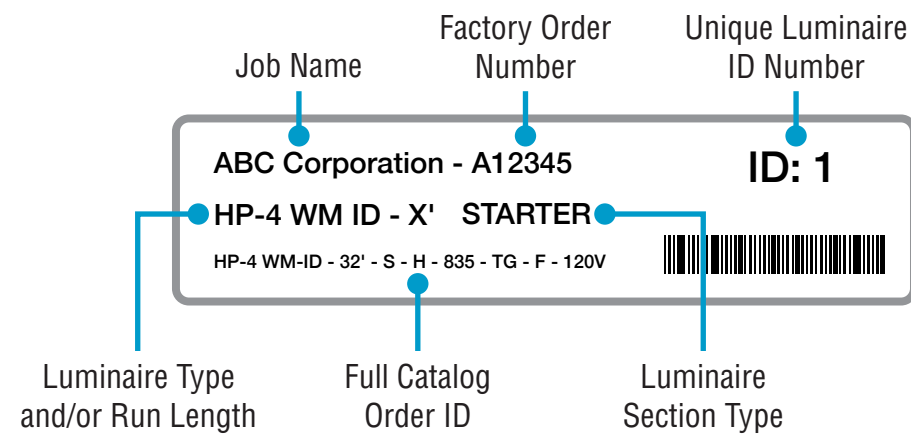 Factory Order
Number
Unique Luminaire
ID Number
Job Name
ABC Corporation - A12345
ID: 1
HP-4 WM ID - X' STARTER
HP-4 WM-ID - 32' - S - H - 835 - TG - F - 120V
Luminaire Type
and/or Run Length
Full Catalog
Order ID
Luminaire
Section Type